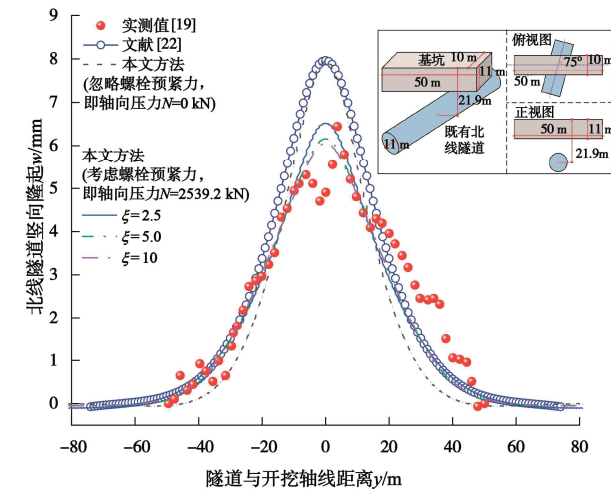 实测值[19]
文献[22]
本文方法
(忽略螺栓预紧力,
即轴向压力N=0 kN)
本文方法
(考虑螺栓预紧力,
即轴向压力N=2539.2 kN)
ξ=2.5
ξ=5.0
ξ=10
基坑
10 m
50 m
11 m
21.9m
11 m
既有北
线隧道
俯视图
10 m
75°
50 m
正视图
50 m
11 m
21.9m
北线隧道竖向隆起w/mm
9
8
7
6
5
4
3
2
1
0
−80
−60
−40
−20
0
20
40
60
80
隧道与开挖轴线距离y/m